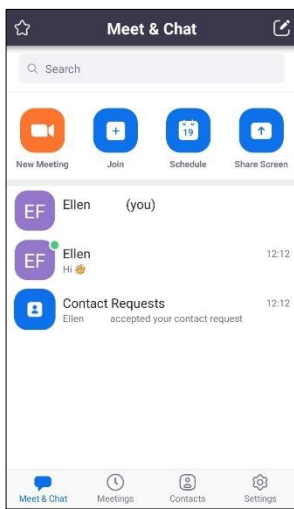 Meet & Chat
Search
19
New Meeting Join Schedule Share Screen
EF Ellen (you)
EF Ellen 12:12
Hi 👋
Contact Requests 12:12
Ellen accepted your contact request
Meet & Chat Meetings Contacts Settings